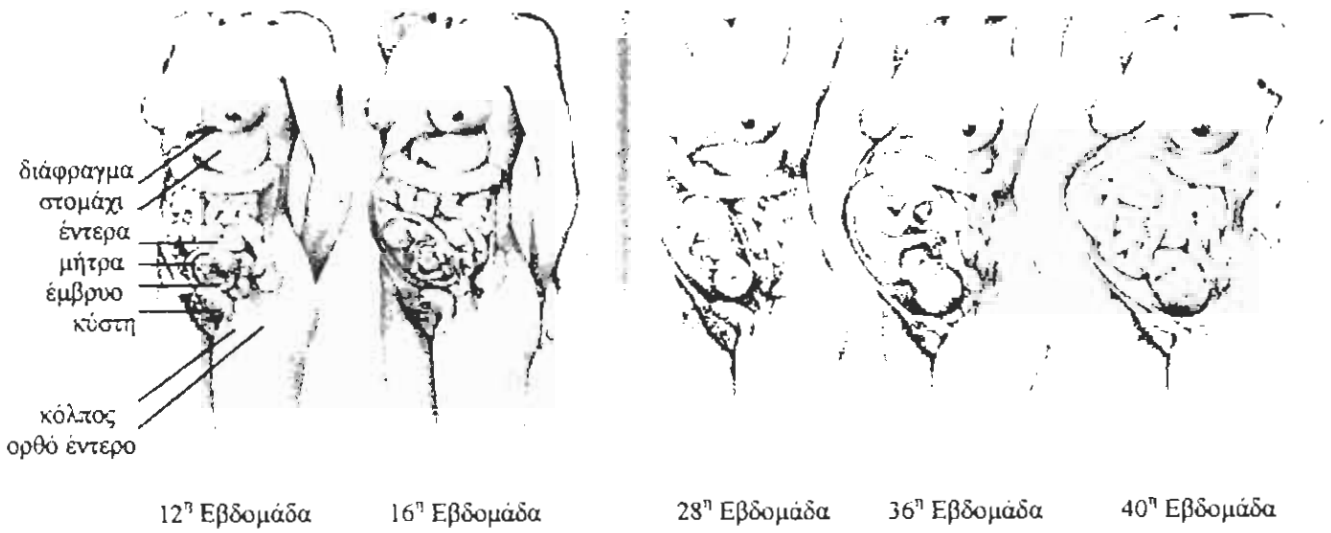 διάφραγμα
στομάχι
έντερα
μήτρα
έμβρυο
κύστη
κόλπος
ορθό έντερο
12η Εβδομάδα
16η Εβδομάδα
28η Εβδομάδα
36η Εβδομάδα
40η Εβδομάδα